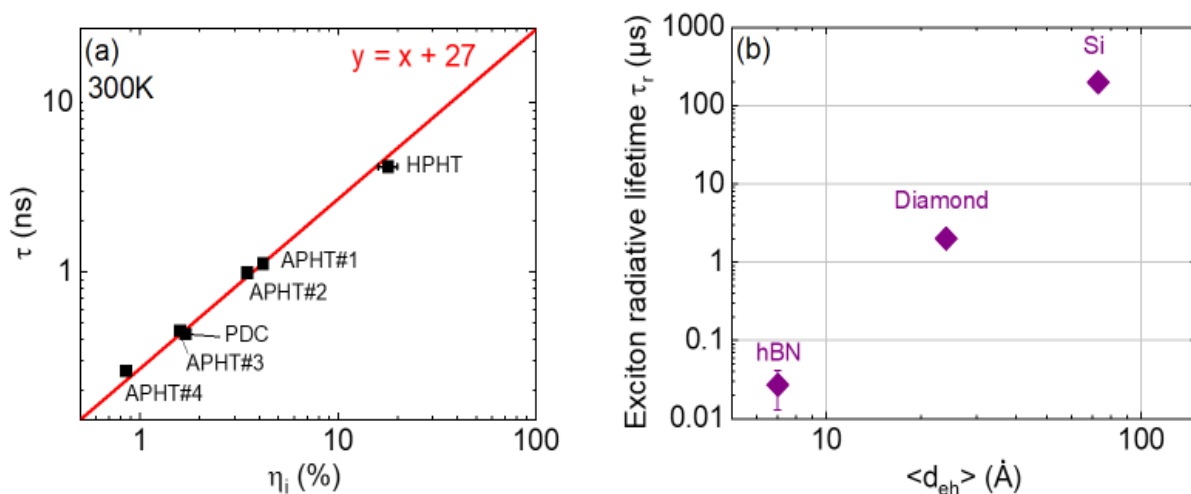 (a)
300K
y = x + 27
HPHT
APHT#1
APHT#2
PDC
APHT#3
APHT#4
10
1
τ (ns)
1
10
100
ηi (%)
(b)
Si
Diamond
hBN
1000
100
10
1
0.1
0.01
Exciton radiative lifetime τr (µs)
10
100
<deh> (Å)